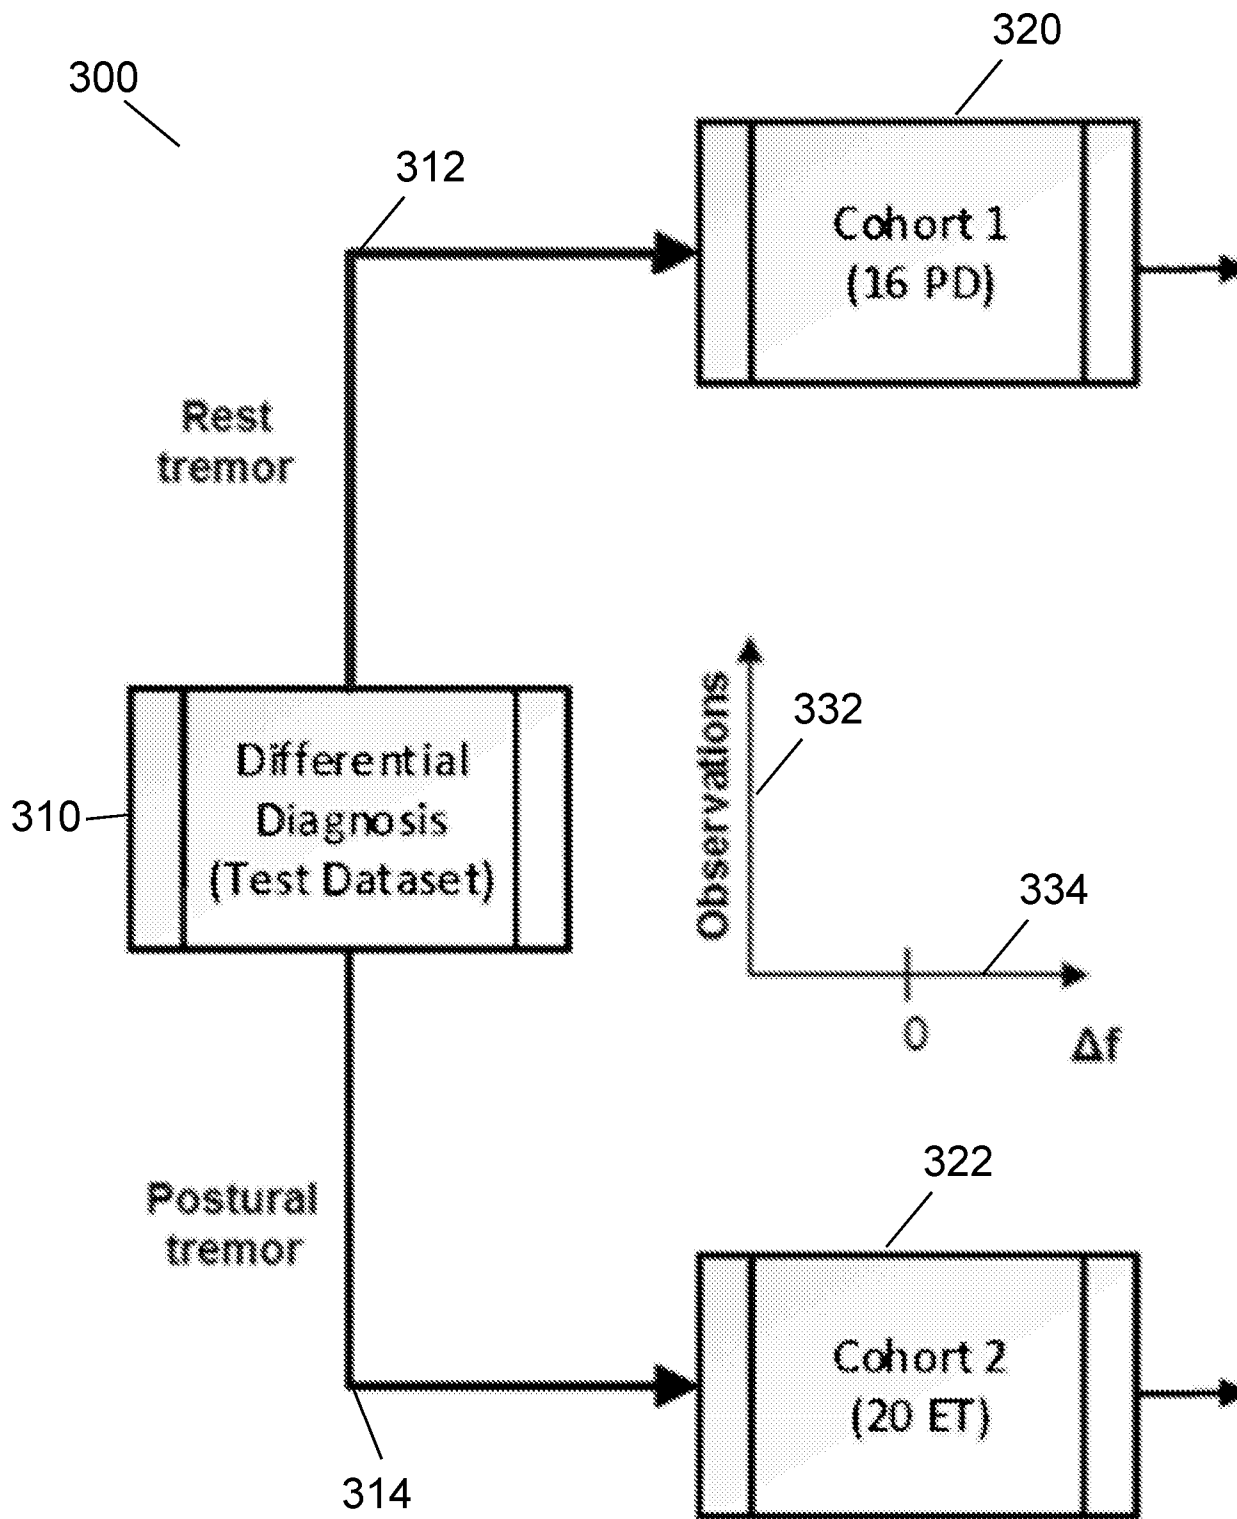 320
300
312
Cohort 1
(16 PD)
Rest
tremor
Observations
332
Differential
Diagnosis
(Test Dataset)
310
334
0
Δf
322
Postural
tremor
Cohort 2
(20 ET)
314